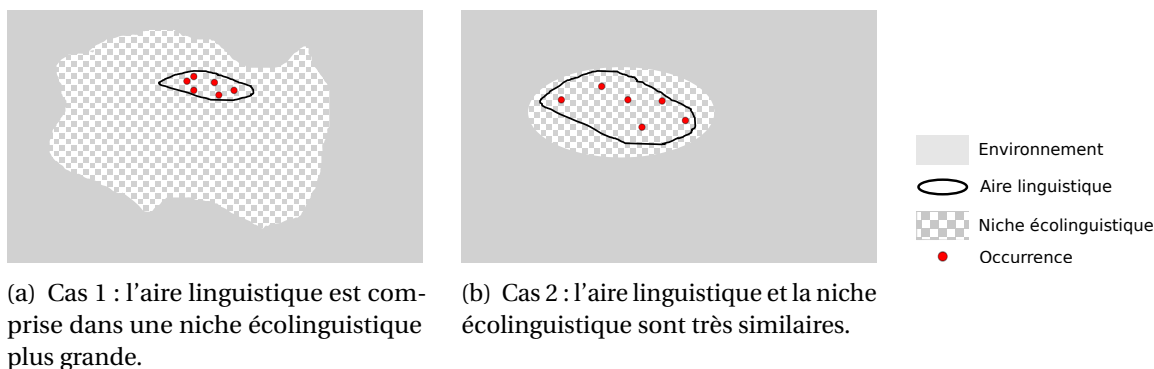 Environnement
Aire linguistique
Niche écolinguistique
Occurrence
(a) Cas 1 : l'aire linguistique est com-
prise dans une niche écolinguistique
plus grande.
(b) Cas 2 : l'aire linguistique et la niche
écolinguistique sont très similaires.